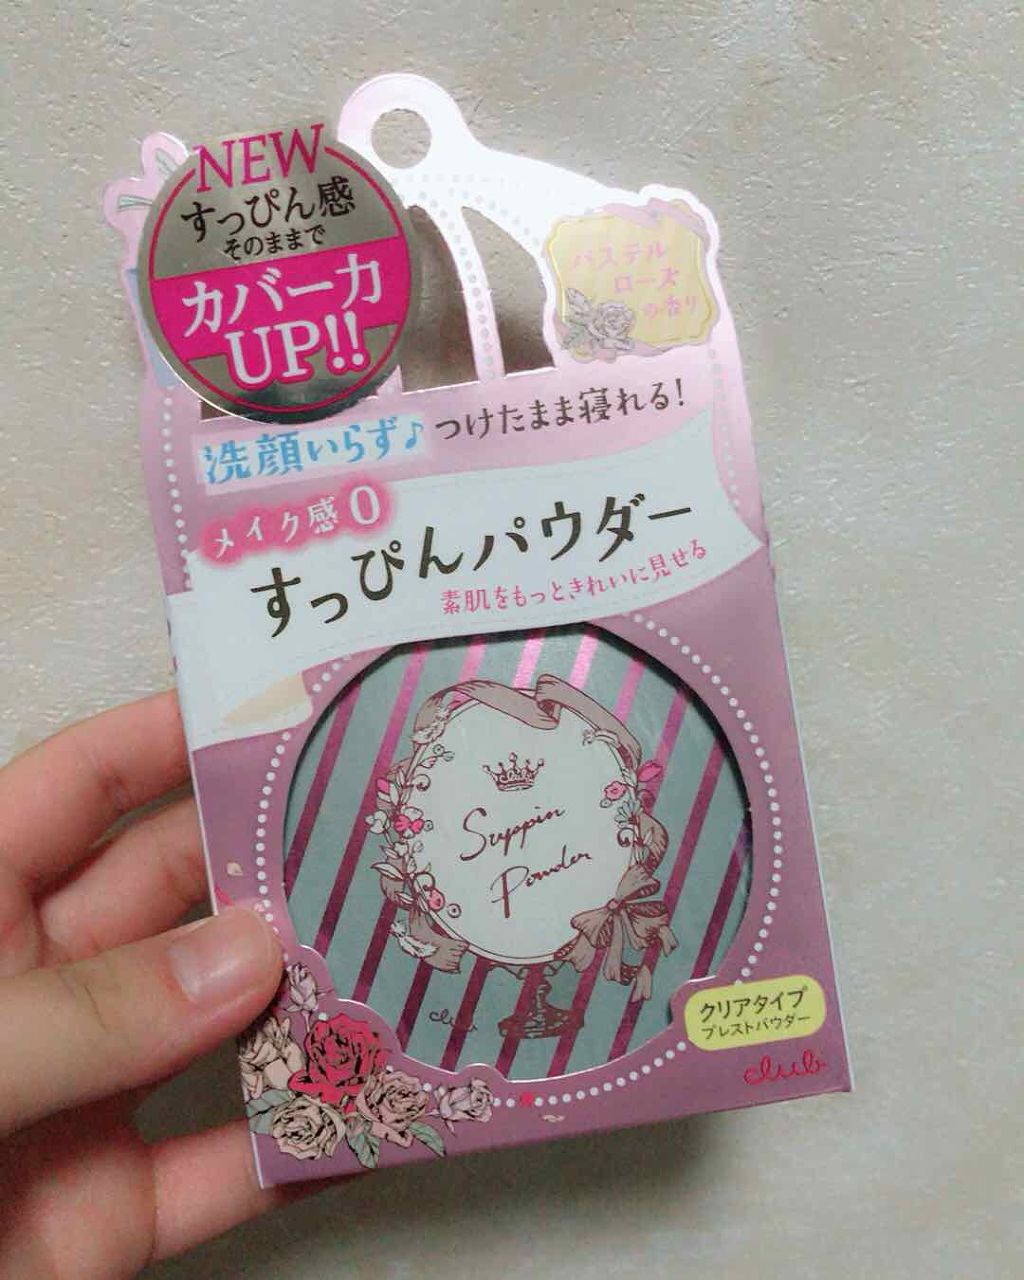 NEW
すっぴん感
そのままで
カバー力
UP!!
パステル
ローズ
の香り
洗顔いらず♪
つけたまま寝れる!
メイク感0
すっぴんパウダー
素肌をもっときれいに見せる
club
Suppin
Powder
club
クリアタイプ
プレストパウダー
club